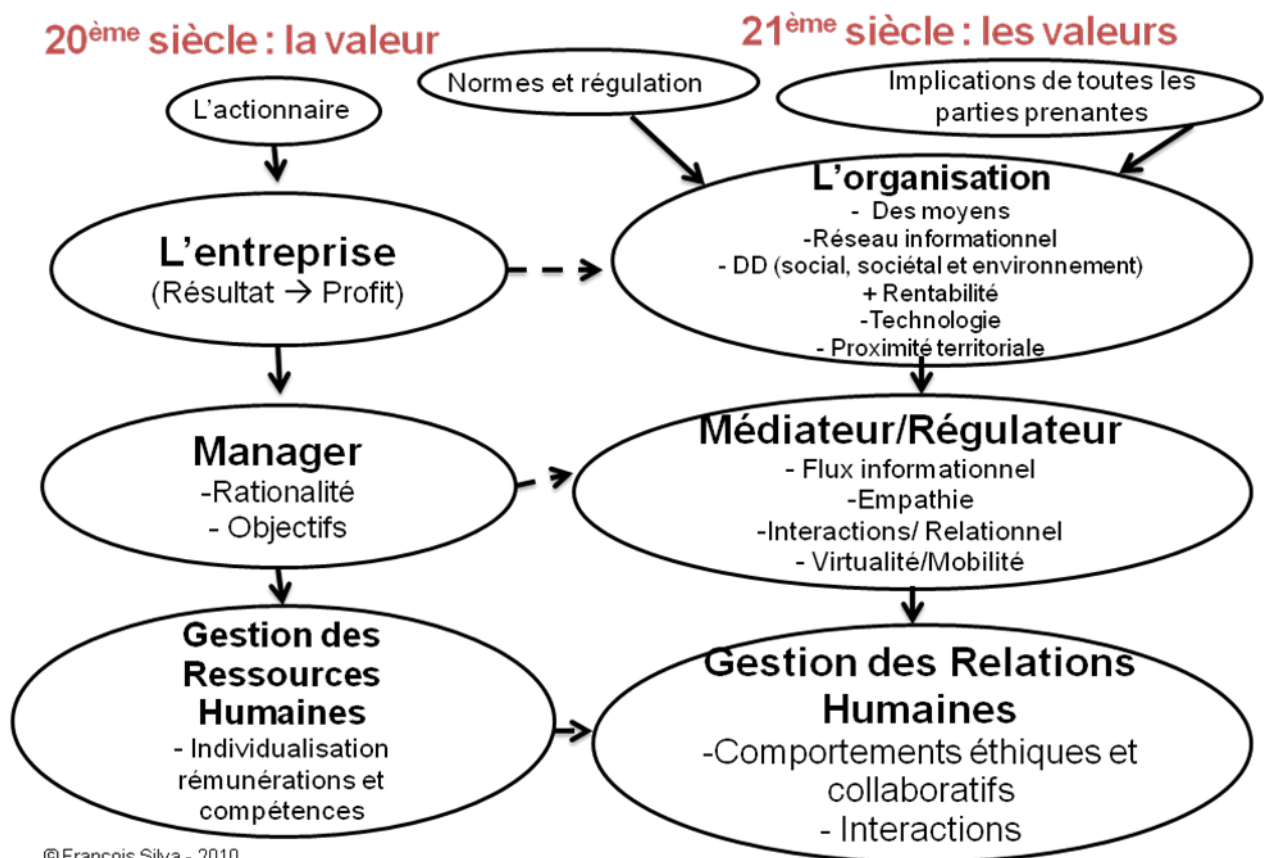 20ème siècle : la valeur
21ème siècle : les valeurs
L'actionnaire
Normes et régulation
Implications de toutes les
parties prenantes
L'entreprise
(Résultat → Profit)
L'organisation
- Des moyens
-Réseau informationnel
- DD (social, sociétal et environnement)
+ Rentabilité
-Technologie
- Proximité territoriale
Manager
-Rationalité
- Objectifs
Médiateur/Régulateur
- Flux informationnel
-Empathie
-Interactions/ Relationnel
- Virtualité/Mobilité
Gestion des
Ressources
Humaines
- Individualisation
rémunérations et
compétences
Gestion des Relations
Humaines
-Comportements éthiques et
collaboratifs
- Interactions
© François Silva - 2010